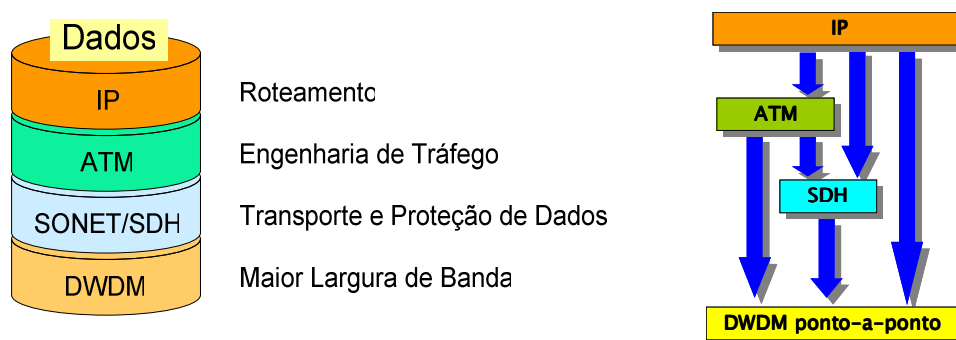 Dados
IP
Roteamento
ATM
Engenharia de Tráfego
SONET/SDH
Transporte e Proteção de Dados
DWDM
Maior Largura de Banda
IP
ATM
SDH
DWDM ponto-a-ponto